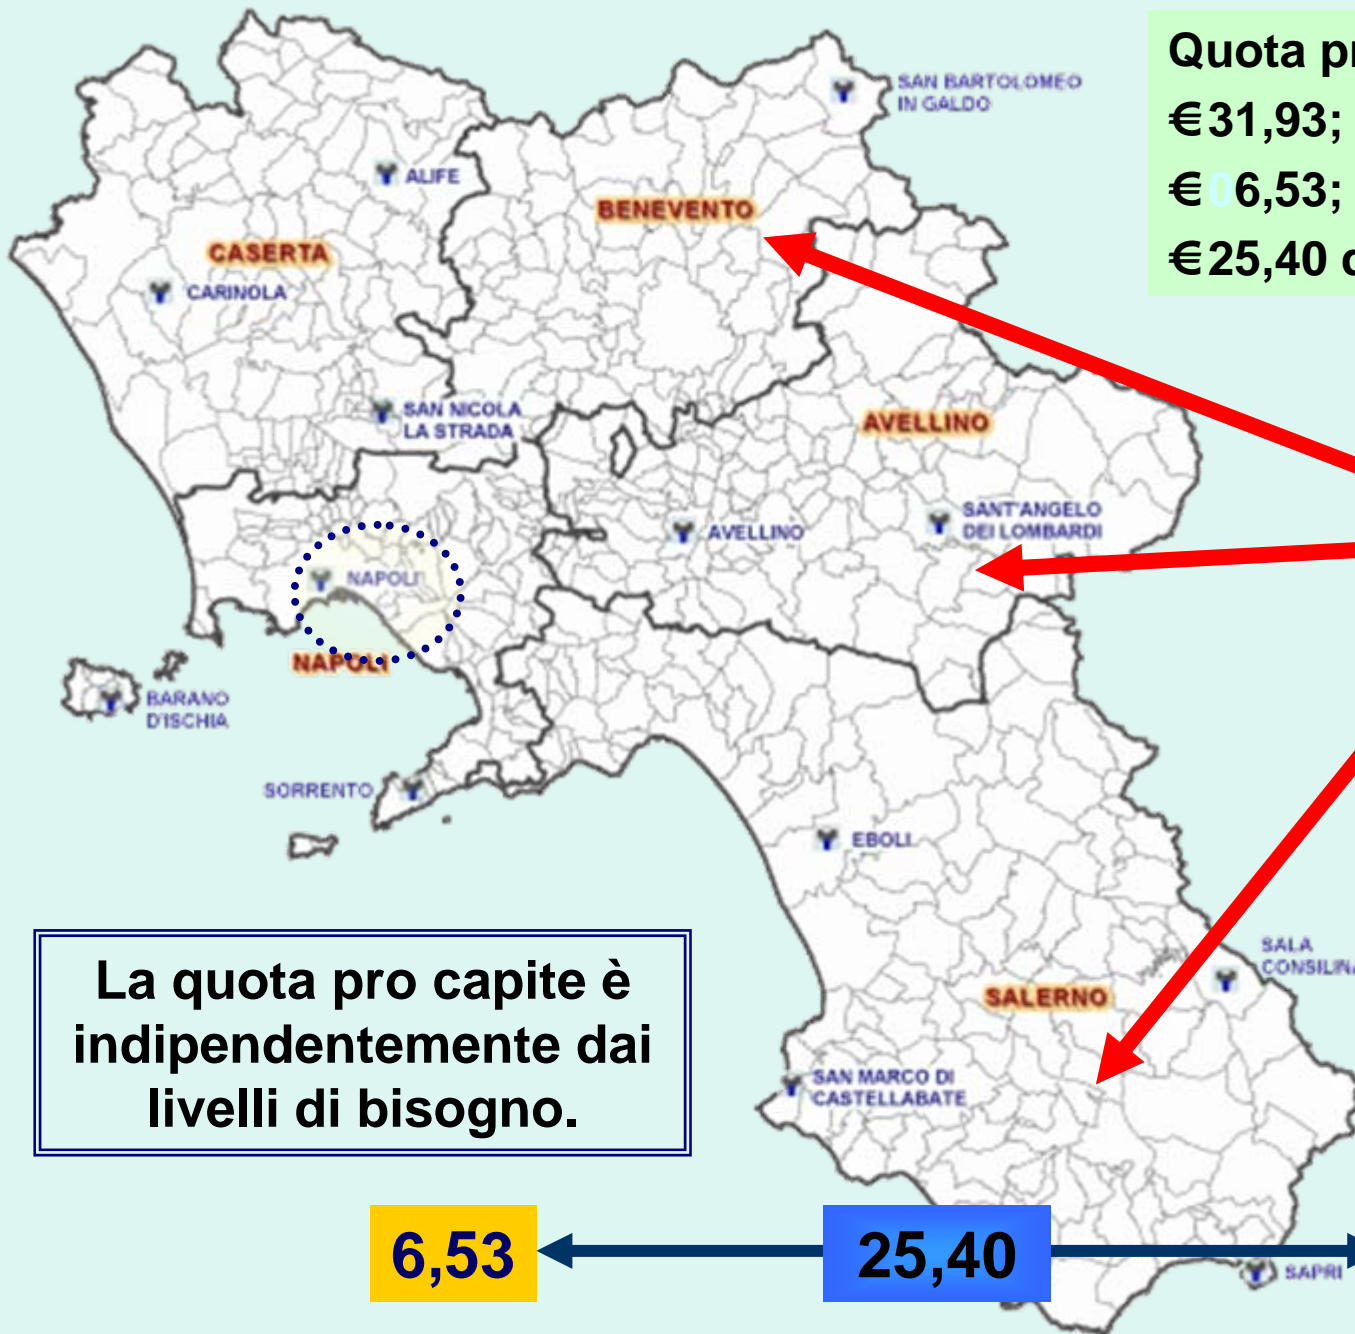 Quota pr
€31,93;
€06,53;
€25,40 d
SAN BARTOLOMEO
IN GALDO
ALIFE
BENEVENTO
CASERTA
CARINOLA
SAN NICOLA
LA STRADA
AVELLINO
SANT'ANGELO
DEI LOMBARDI
AVELLINO
NAPOLI
NAPOLI
BARANO
D'ISCHIA
SORRENTO
EBOLI
SALA
CONSILINA
La quota pro capite è
indipendentemente dai
livelli di bisogno.
SALERNO
SAN MARCO DI
CASTELLABATE
6,53
25,40
SAPRI